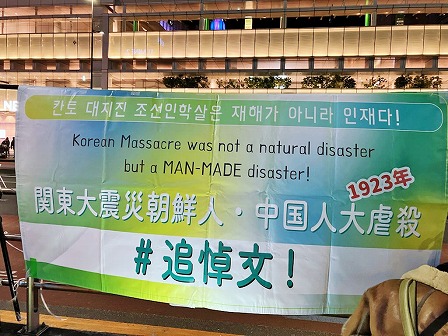 칸토 대지진 조선인학살은 재해가 아니라 인재다!
Korean Massacre was not a natural disaster
but a MAN-MADE disaster!
1923年
関東大震災朝鮮人・中国人大虐殺
#追悼文!